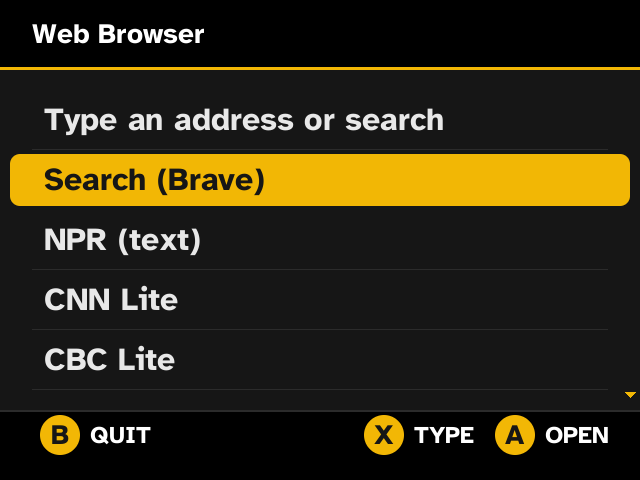 Web Browser
Type an address or search
Search (Brave)
NPR (text)
CNN Lite
CBC Lite
B QUIT X TYPE A OPEN